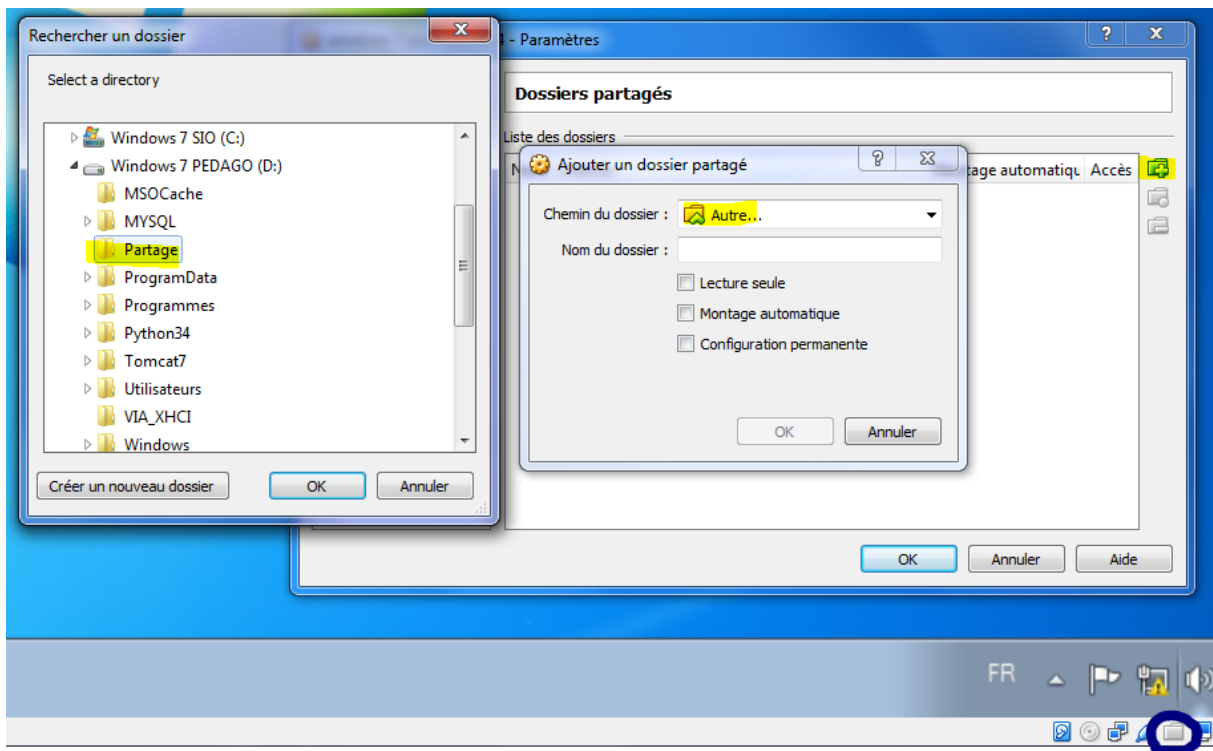 Rechercher un dossier
Select a directory
Windows 7 SIO (C:)
Windows 7 PEDAGO (D:)
MSOCache
MYSQL
Partage
ProgramData
Programmes
Python34
Tomcat7
Utilisateurs
VIA_XHCI
Windows
Créer un nouveau dossier
OK
Annuler
4 - Paramètres
Dossiers partagés
Liste des dossiers
N
tage automatiqu
Accès
Ajouter un dossier partagé
Chemin du dossier :
Autre...
Nom du dossier :
Lecture seule
Montage automatique
Configuration permanente
OK
Annuler
OK
Annuler
Aide
FR